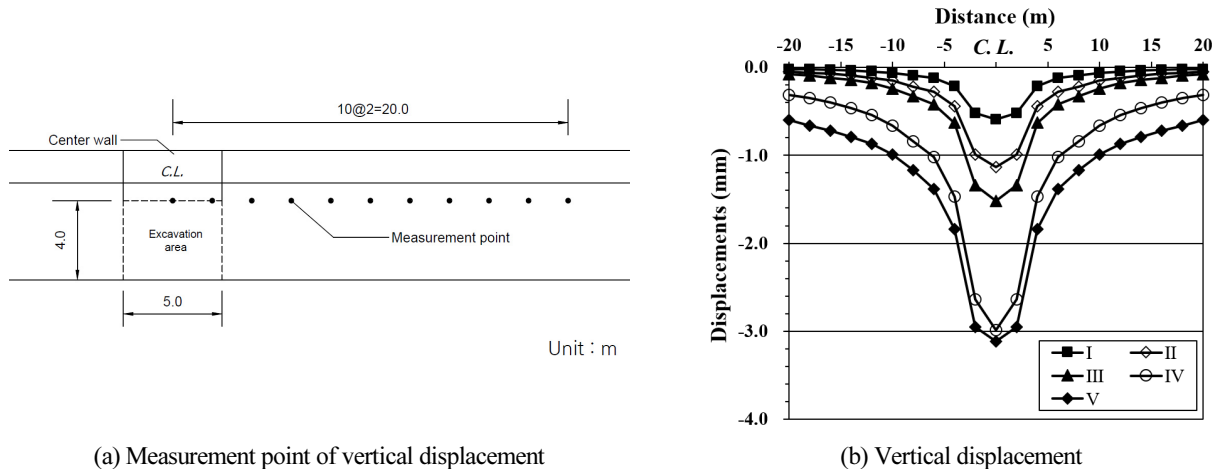 10@2=20.0
Center wall
C.L.
4.0
Excavation
area
Measurement point
5.0
Unit : m
(a) Measurement point of vertical displacement
Distance (m)
-20 -15 -10 -5 C. L. 5 10 15 20
0.0
-1.0
-2.0
-3.0
-4.0
Displacements (mm)
I II
III IV
V
(b) Vertical displacement